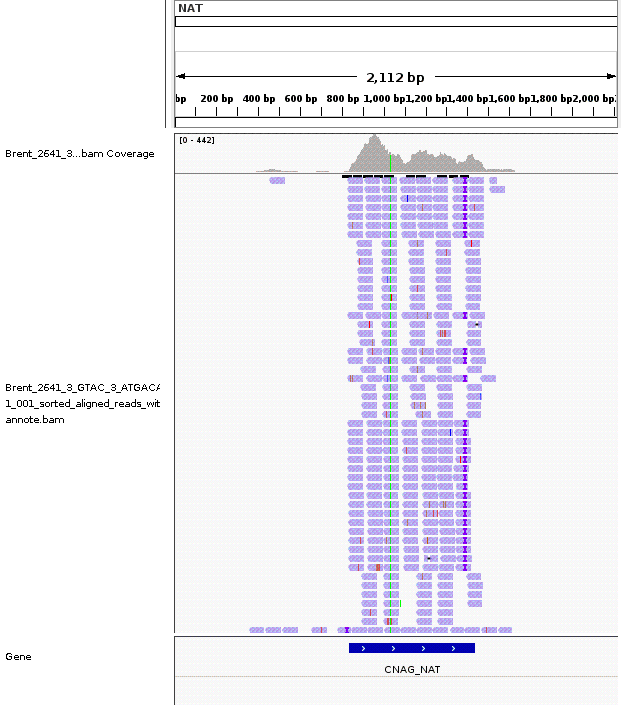 NAT
2,112 bp
bp 200 bp 400 bp 600 bp 800 bp 1,000 bp 1,200 bp 1,400 bp 1,600 bp 1,800 bp 2,000 bp
[0 - 442]
Brent_2641_3...bam Coverage
Brent_2641_3_GTAC_3_ATGACA
1_001_sorted_aligned_reads_wit
annote.bam
Gene
CNAG_NAT